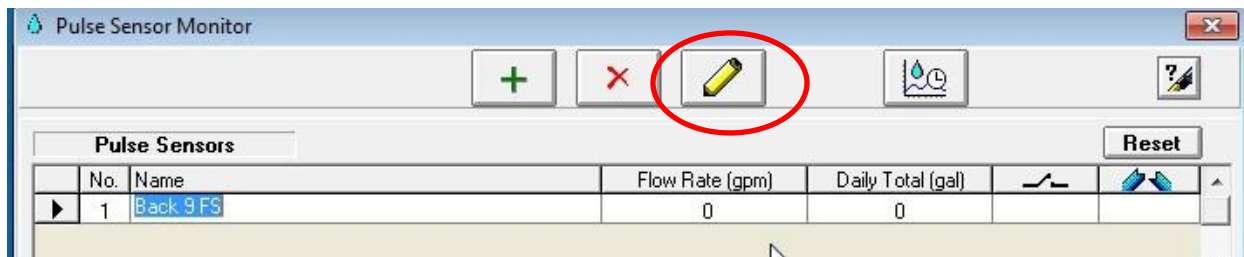 Pulse Sensor Monitor
Pulse Sensors
Reset
No. Name Flow Rate (gpm) Daily Total (gal)
1 Back 9 FS 0 0